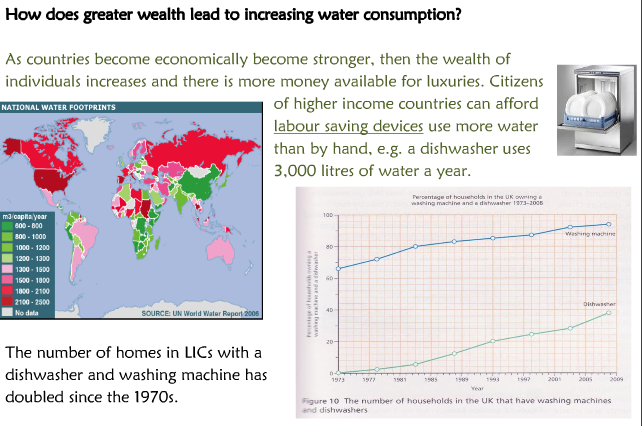 How does greater wealth lead to increasing water consumption?
As countries become economically become stronger, then the wealth of
individuals increases and there is more money available for luxuries. Citizens
of higher income countries can afford
labour saving devices use more water
than by hand, e.g. a dishwasher uses
3,000 litres of water a year.
NATIONAL WATER FOOTPRINTS
m3/capita/year
600 - 800
800 - 1000
1000 - 1200
1200 - 1300
1300 - 1500
1500 - 1800
1800 - 2100
2100 - 2500
No data
SOURCE: UN World Water Report 2006
Percentage of households in the UK owning a
washing machine and a dishwasher 1973–2008
Percentage of households owning a
washing machine and a dishwasher
100
80
60
40
20
0
Washing machine
Dishwasher
1973 1977 1981 1985 1989 1993 1997 2001 2005 2009
Year
Figure 10 The number of households in the UK that have washing machines
and dishwashers
The number of homes in LICs with a
dishwasher and washing machine has
doubled since the 1970s.